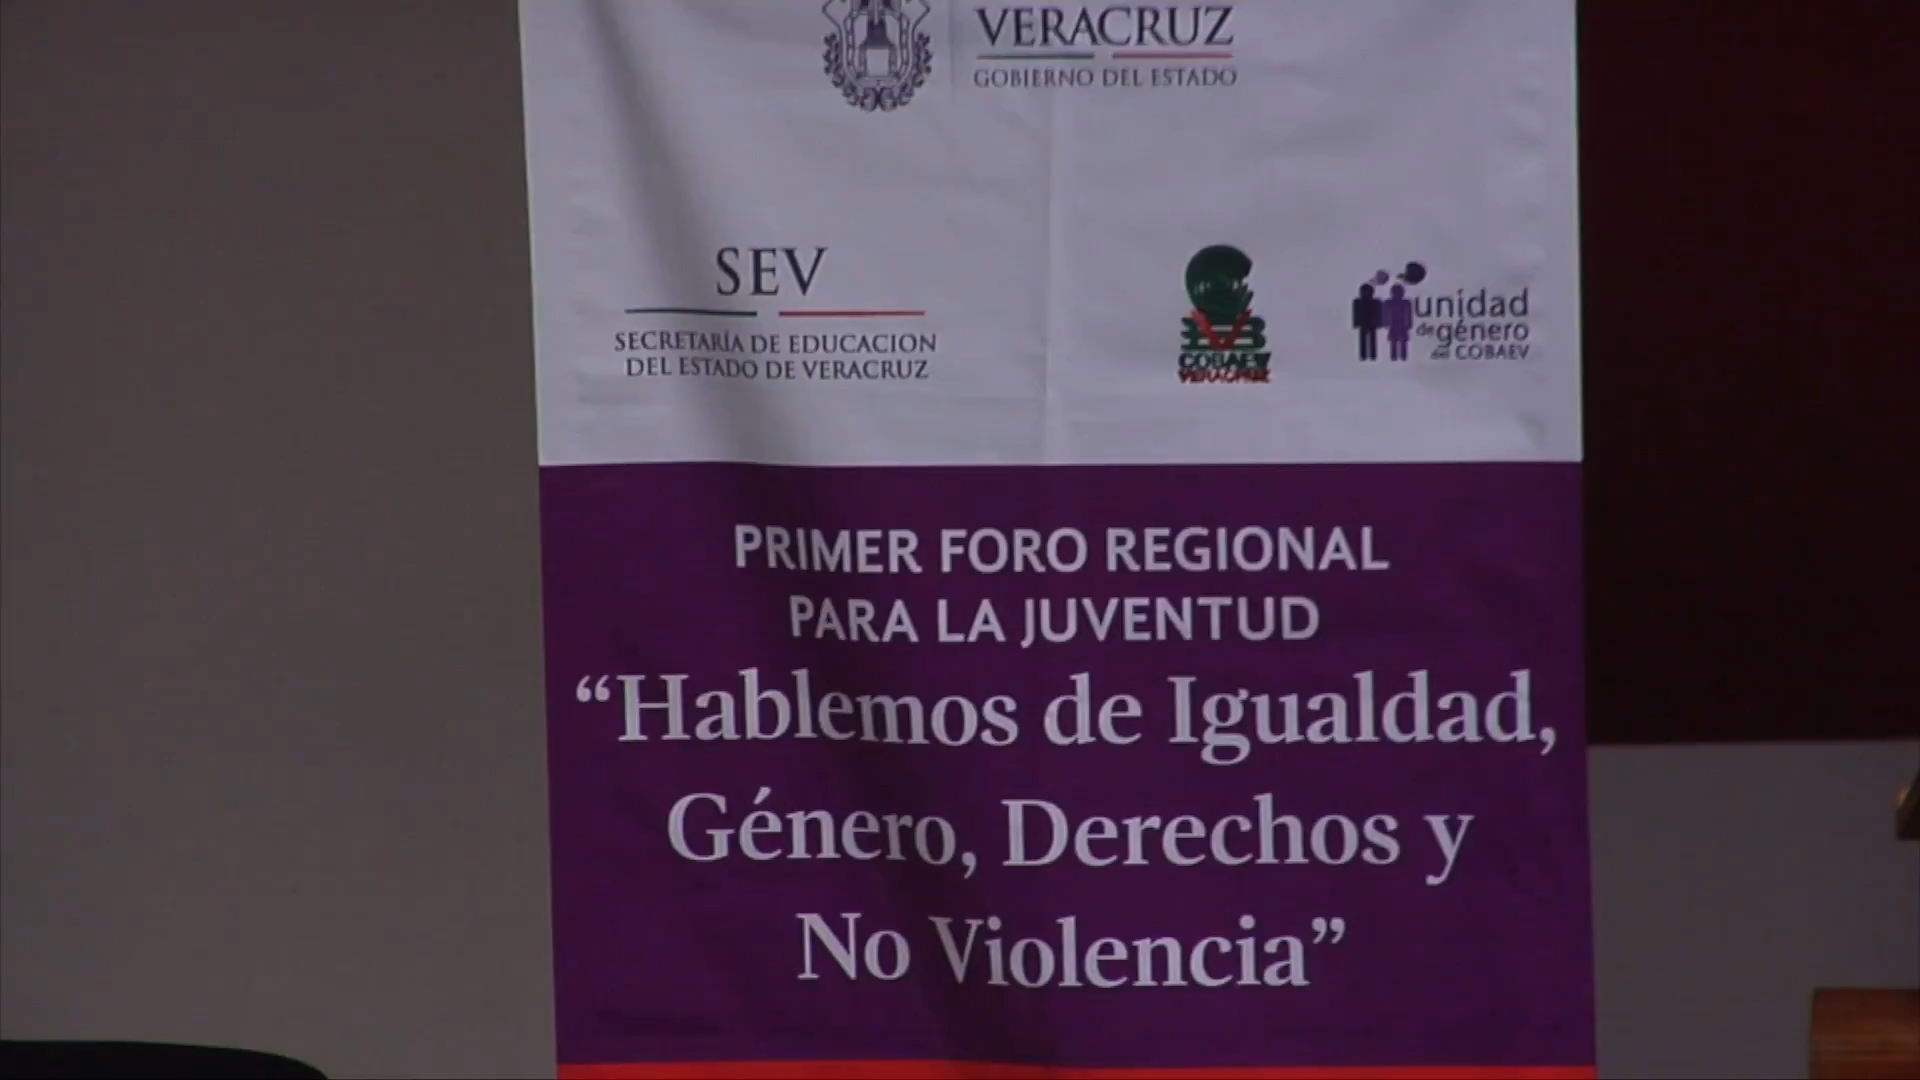 VERACRUZ
GOBIERNO DEL ESTADO
SEV
SECRETARÍA DE EDUCACION
DEL ESTADO DE VERACRUZ
COBAEV
VERACRUZ
unidad
de género
del COBAEV
PRIMER FORO REGIONAL
PARA LA JUVENTUD
“Hablemos de Igualdad,
Género, Derechos y
No Violencia”